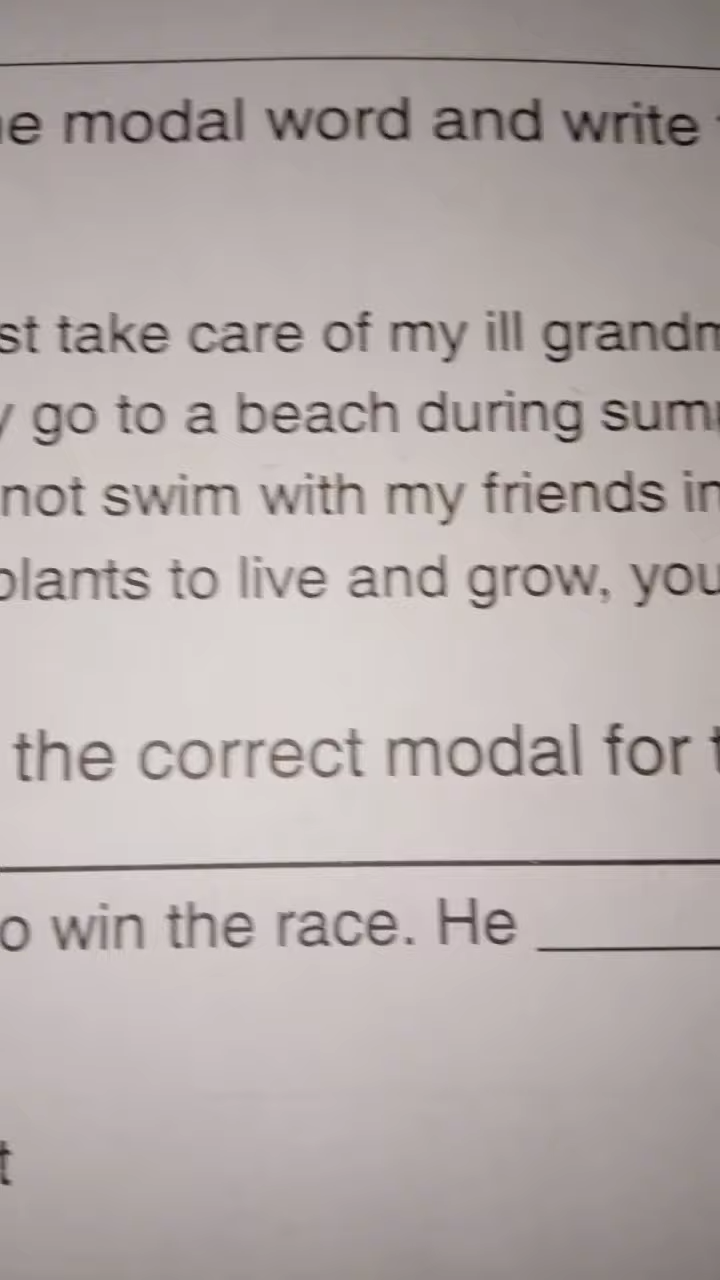 e modal word and write
st take care of my ill grandm
go to a beach during sum
not swim with my friends in
plants to live and grow, you
the correct modal for t
o win the race. He
t